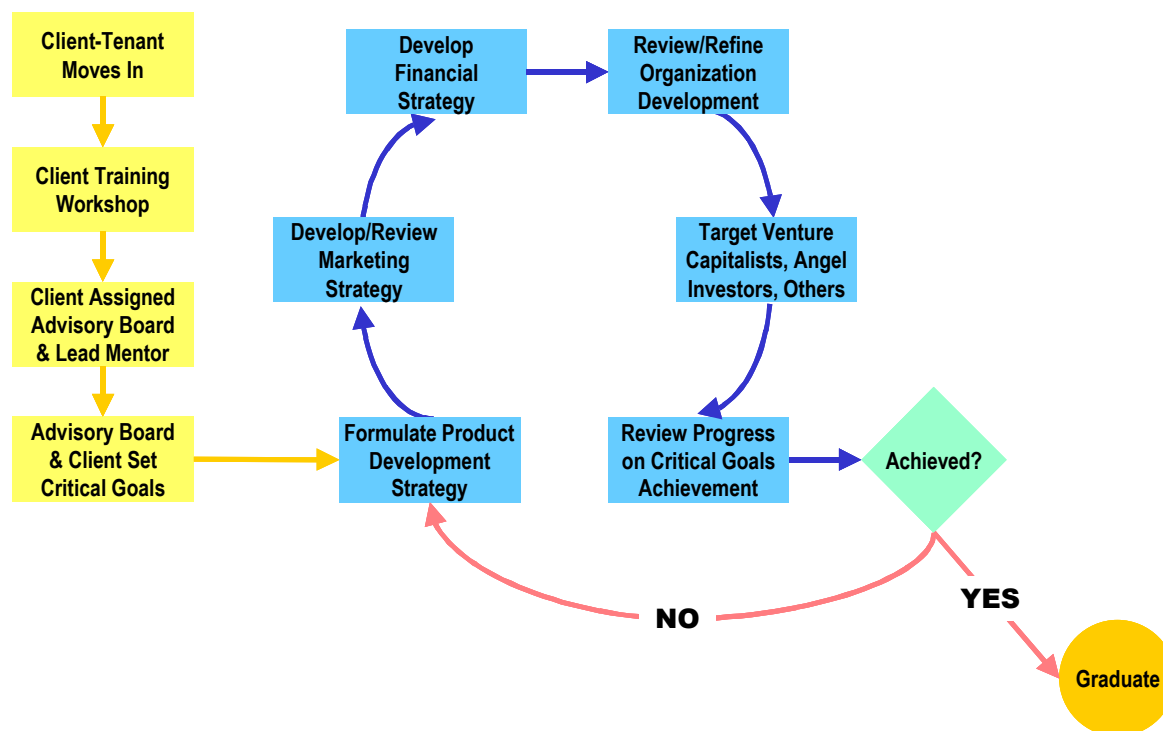 Client-Tenant
Moves In
Client Training
Workshop
Client Assigned
Advisory Board
& Lead Mentor
Advisory Board
& Client Set
Critical Goals
Formulate Product
Development
Strategy
Develop/Review
Marketing
Strategy
Develop
Financial
Strategy
Review/Refine
Organization
Development
Target Venture
Capitalists, Angel
Investors, Others
Review Progress
on Critical Goals
Achievement
Achieved?
NO
YES
Graduate